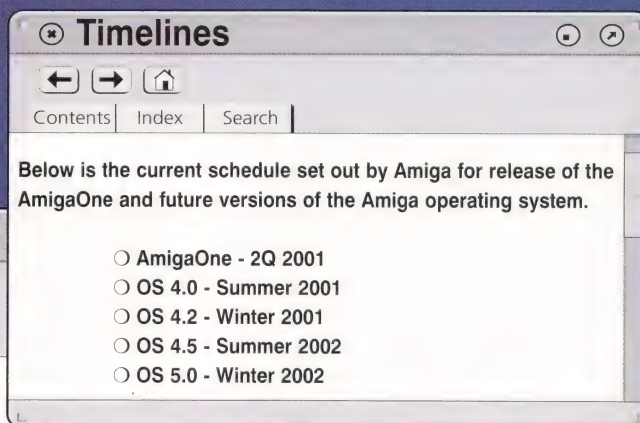 Timelines
Contents Index Search
Below is the current schedule set out by Amiga for release of the
AmigaOne and future versions of the Amiga operating system.
AmigaOne - 2Q 2001
OS 4.0 - Summer 2001
OS 4.2 - Winter 2001
OS 4.5 - Summer 2002
OS 5.0 - Winter 2002